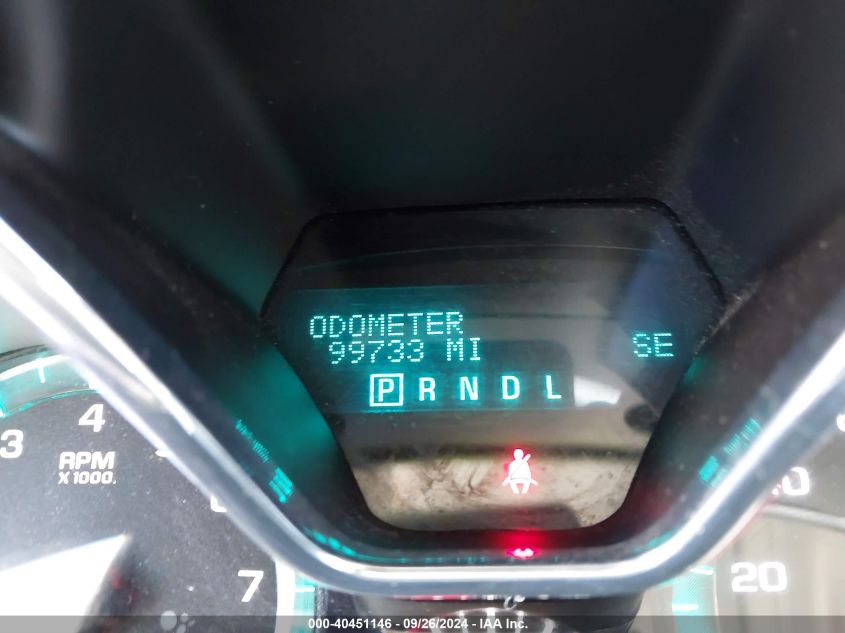 ODOMETER
99733 MI
SE
P R N D L
3
4
RPM
X 1000
7
20
000-40451146 - 09/26/2024 - IAA Inc.